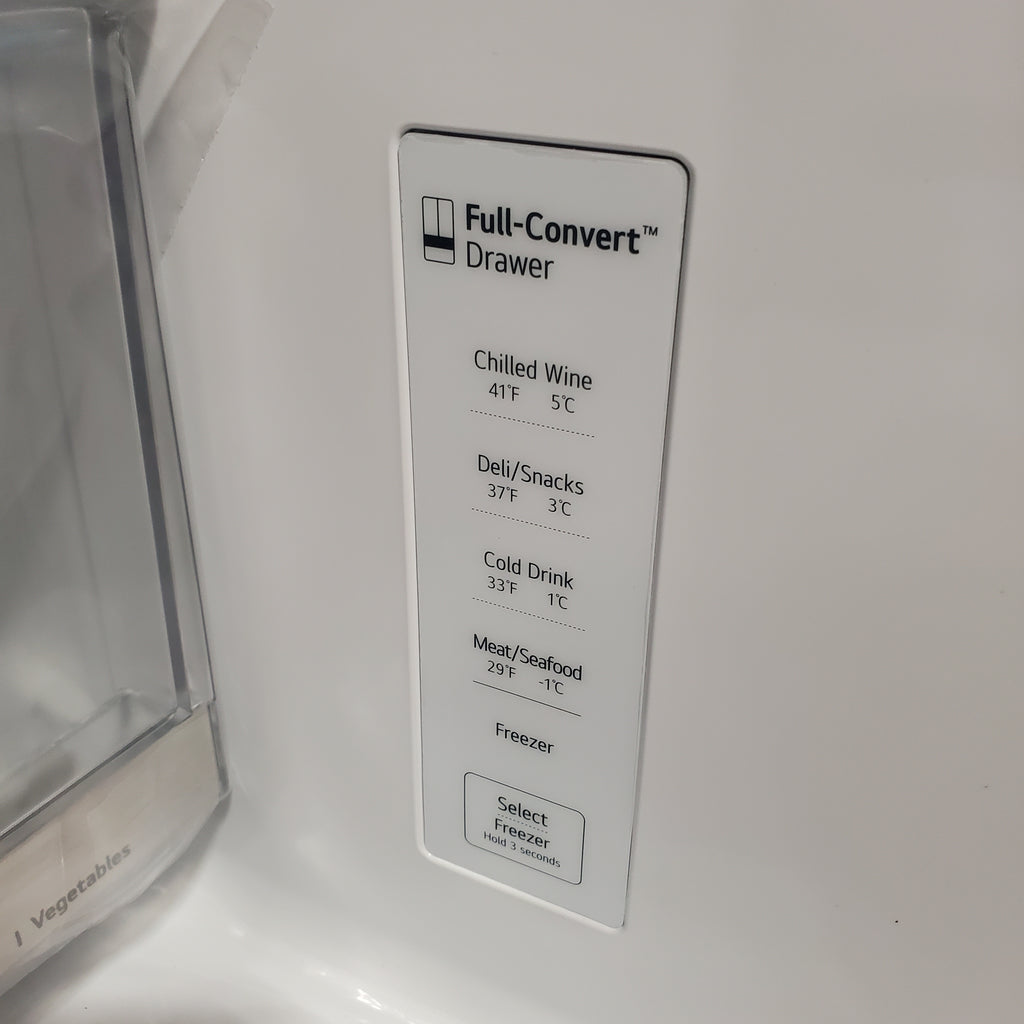 Full-Convert™
Drawer
Chilled Wine
41°F 5°C
Deli/Snacks
37°F 3°C
Cold Drink
33°F 1°C
Meat/Seafood
29°F -1°C
Freezer
Select
Freezer
Hold 3 seconds
Vegetables